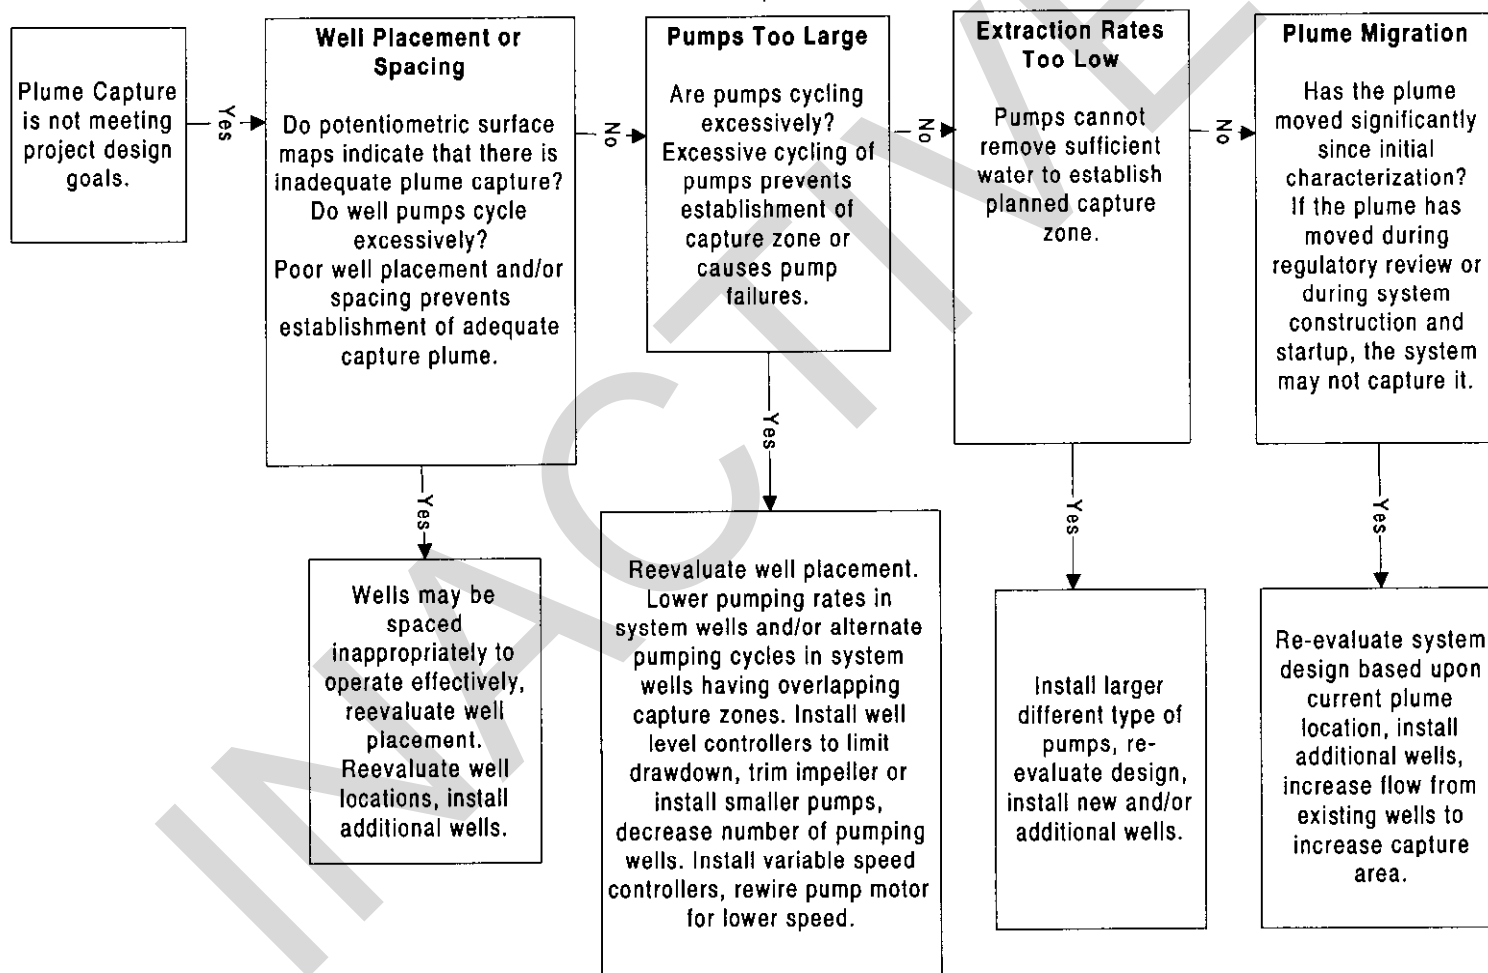 Plume Capture
is not meeting
project design
goals.
Yes
Well Placement or
Spacing
Do potentiometric surface
maps indicate that there is
inadequate plume capture?
Do well pumps cycle
excessively?
Poor well placement and/or
spacing prevents
establishment of adequate
capture plume.
No
Pumps Too Large
Are pumps cycling
excessively?
Excessive cycling of
pumps prevents
establishment of
capture zone or
causes pump
failures.
No
Extraction Rates
Too Low
Pumps cannot
remove sufficient
water to establish
planned capture
zone.
No
Plume Migration
Has the plume
moved significantly
since initial
characterization?
If the plume has
moved during
regulatory review or
during system
construction and
startup, the system
may not capture it.
Yes
Yes
Yes
Yes
Wells may be
spaced
inappropriately to
operate effectively,
reevaluate well
placement.
Reevaluate well
locations, install
additional wells.
Reevaluate well placement.
Lower pumping rates in
system wells and/or alternate
pumping cycles in system
wells having overlapping
capture zones. Install well
level controllers to limit
drawdown, trim impeller or
install smaller pumps,
decrease number of pumping
wells. Install variable speed
controllers, rewire pump motor
for lower speed.
Install larger
different type of
pumps, re-
evaluate design,
install new and/or
additional wells.
Re-evaluate system
design based upon
current plume
location, install
additional wells,
increase flow from
existing wells to
increase capture
area.
INACTIVE